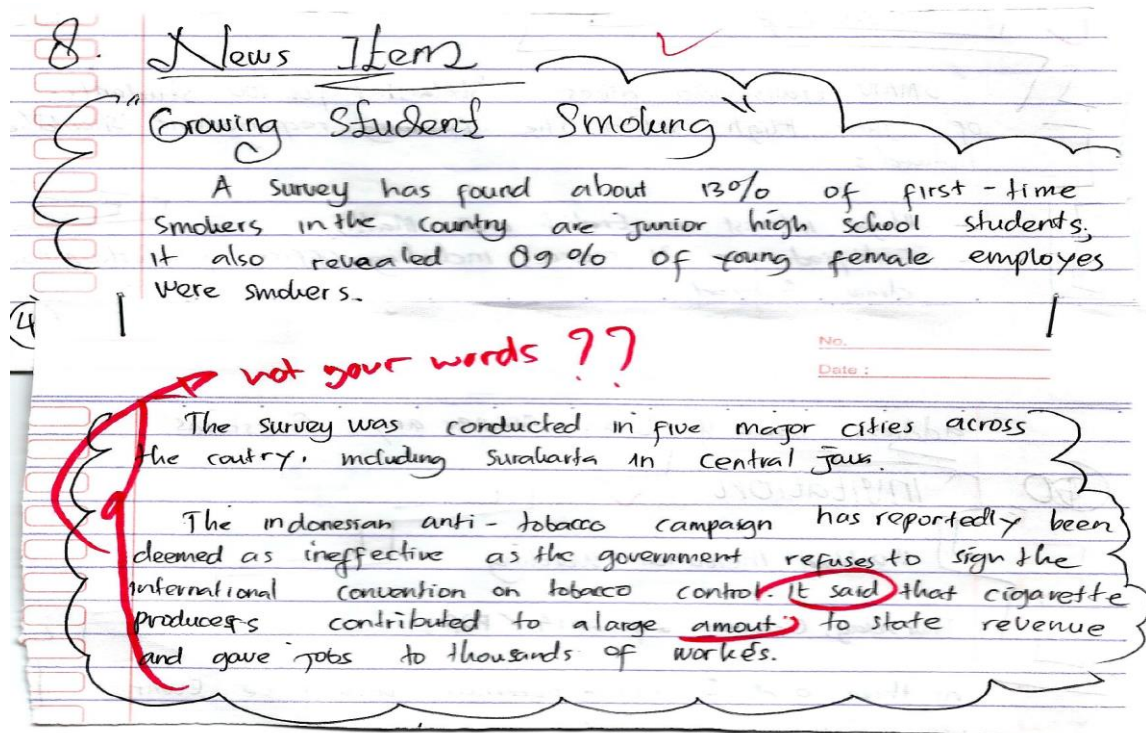 8. News Item
"Growing Student Smoking"
A survey has found about 13% of first-time
smokers in the country are junior high school students,
it also revealed 89% of young female employes
were smokers.
4
not your words ??
No.
Date :
The survey was conducted in five major cities across
the coutry, including Surakarta in central Java.
The indonesian anti-tobacco campaign has reportedly been
deemed as ineffective as the government refuses to sign the
international convention on tobacco control. It said that cigarette
producers contributed to a large amout to state revenue
and gave jobs to thousands of workes.